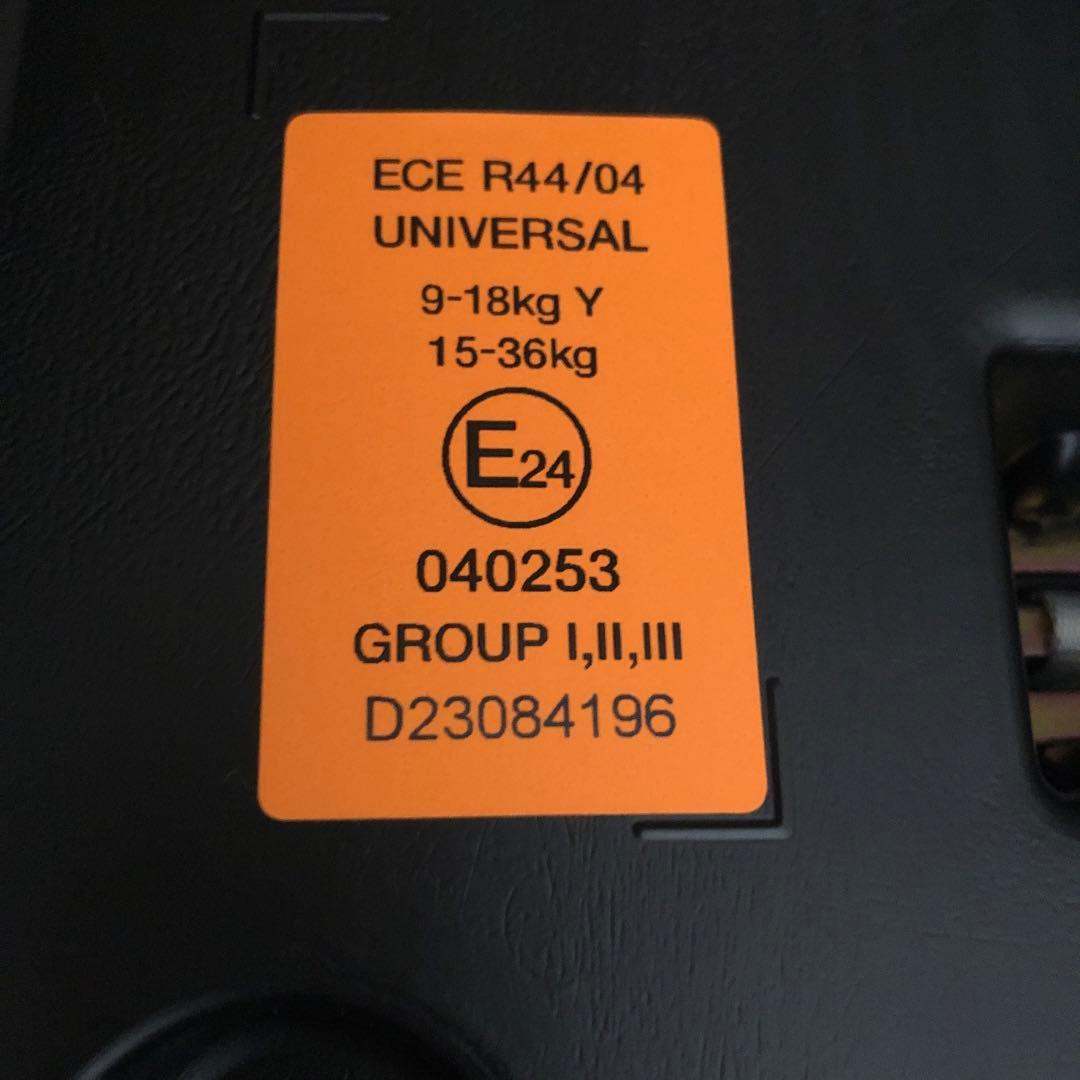 ECE R44/04
UNIVERSAL
9-18kg Y
15-36kg
E24
040253
GROUP I,II,III
D23084196